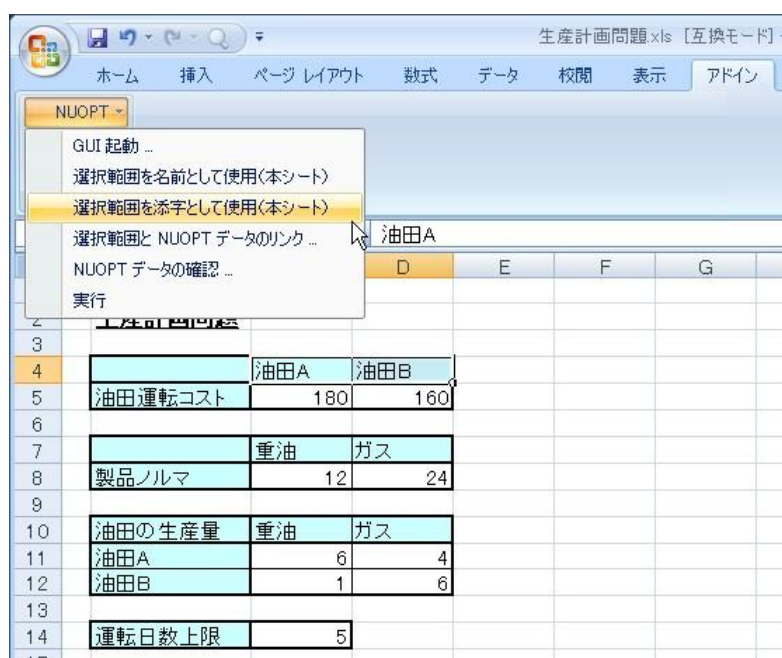 生産計画問題.xls [互換モード] -
ホーム 挿入 ページ レイアウト 数式 データ 校閲 表示 アドイン
NUOPT
GUI 起動 ...
選択範囲を名前として使用(本シート)
選択範囲を添字として使用(本シート)
選択範囲と NUOPT データのリンク ...
NUOPT データの確認 ...
実行
油田A
D E F G
2 生産計画問題
3
4 油田A 油田B
5 油田運転コスト 180 160
6
7 重油 ガス
8 製品ノルマ 12 24
9
10 油田の生産量 重油 ガス
11 油田A 6 4
12 油田B 1 6
13
14 運転日数上限 5